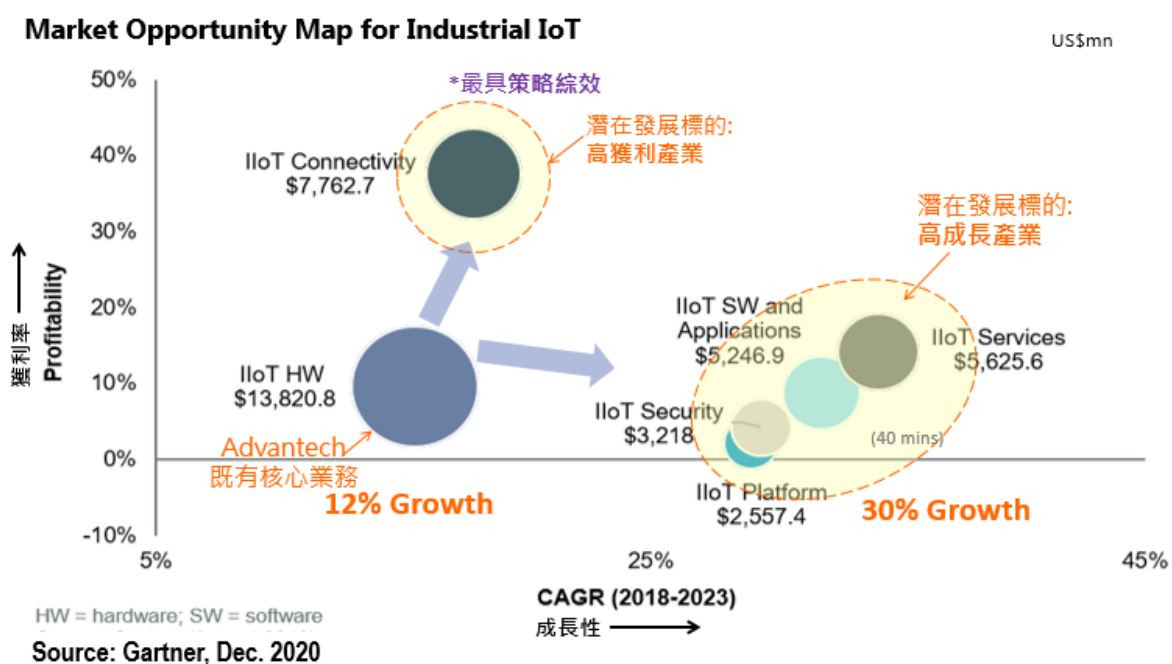 Market Opportunity Map for Industrial IoT
US$mn
50%
40%
30%
20%
10%
0%
-10%
獲利率
Profitability
*最具策略綜效
潛在發展標的:
高獲利產業
IIoT Connectivity
$7,762.7
潛在發展標的:
高成長產業
IIoT SW and
Applications
$5,246.9
IIoT Services
$5,625.6
IIoT HW
$13,820.8
IIoT Security
$3,218
(40 mins)
Advantech
既有核心業務
IIoT Platform
$2,557.4
12% Growth
30% Growth
5%
25%
45%
CAGR (2018-2023)
成長性
HW = hardware; SW = software
Source: Gartner, Dec. 2020